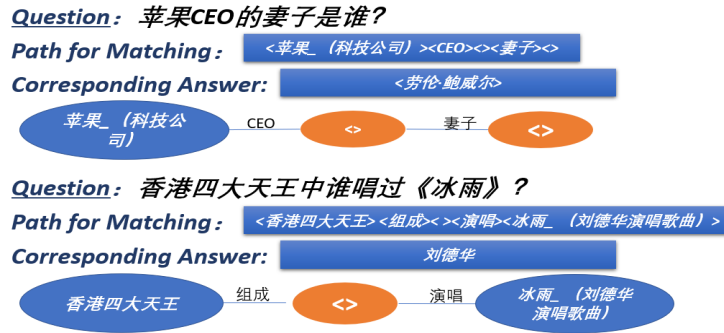 Question: 苹果CEO的妻子是谁?
Path for Matching: <苹果_（科技公司）><CEO><><妻子><>
Corresponding Answer: <劳伦·鲍威尔>
苹果_（科技公
司）
CEO
<>
妻子
<>
Question: 香港四大天王中谁唱过《冰雨》?
Path for Matching: <香港四大天王><组成>< ><演唱><冰雨_（刘德华演唱歌曲）>
Corresponding Answer: 刘德华
香港四大天王
组成
<>
演唱
冰雨_（刘德华
演唱歌曲）